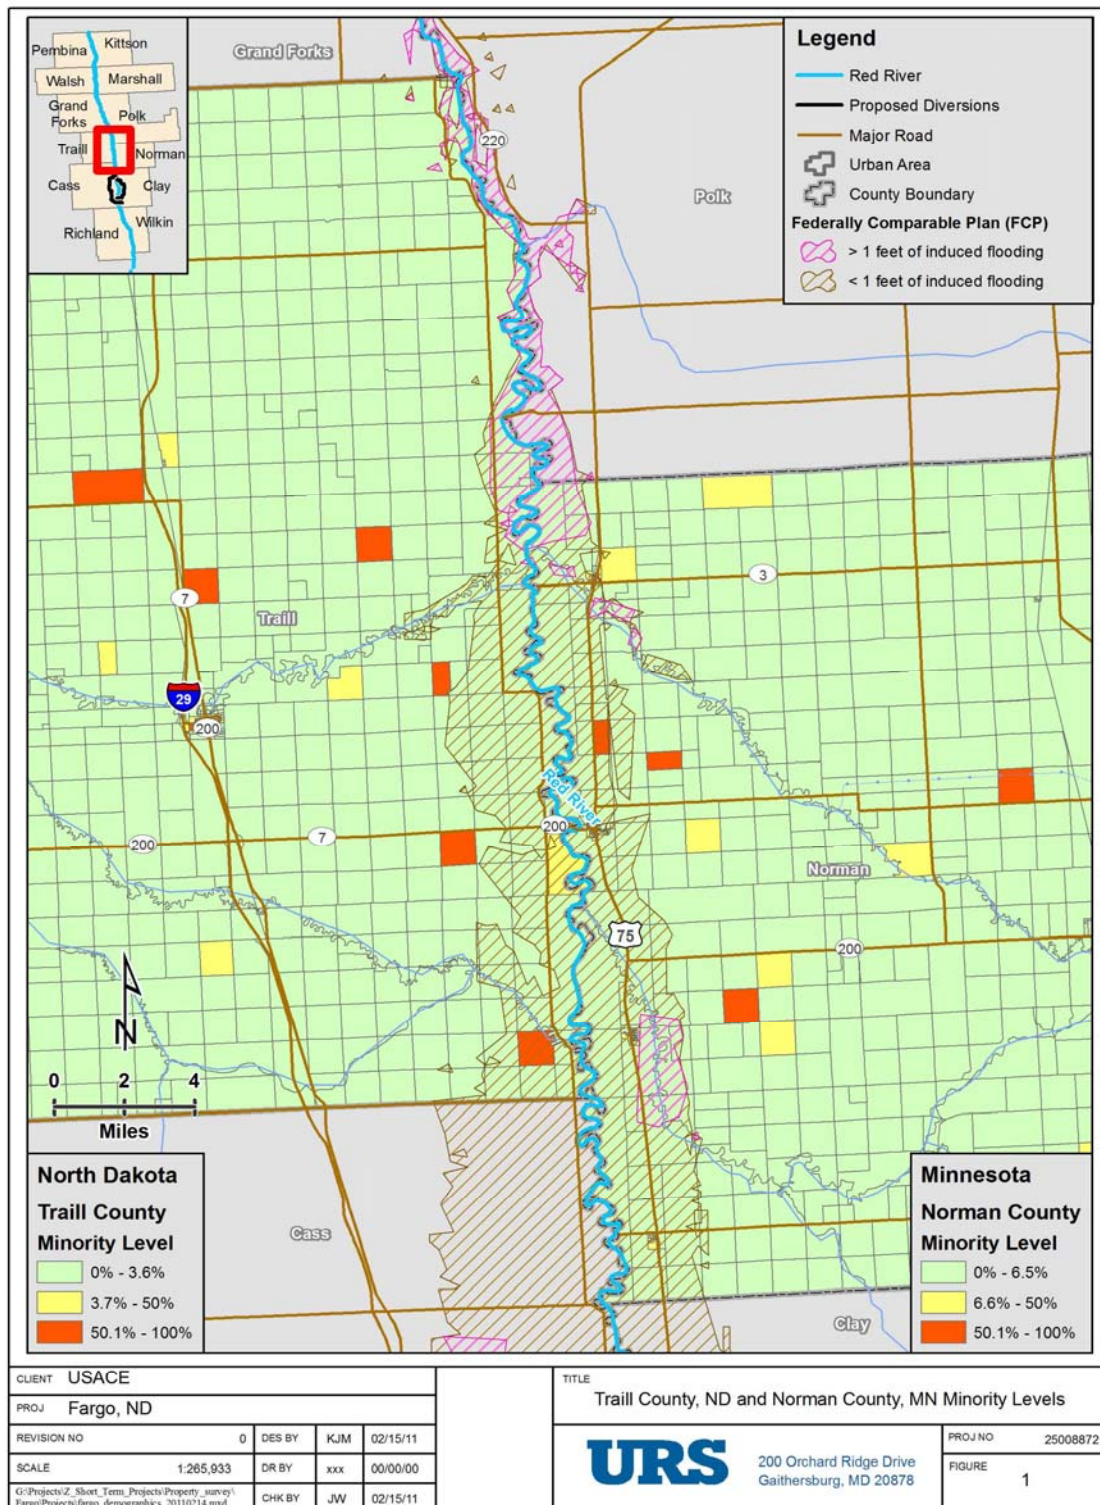 Pembina
Kittson
Walsh
Marshall
Grand
Forks
Polk
Traill
Norman
Cass
Clay
Wilkin
Richland
Grand Forks
220
Polk
Legend
Red River
Proposed Diversions
Major Road
Urban Area
County Boundary
Federally Comparable Plan (FCP)
> 1 feet of induced flooding
< 1 feet of induced flooding
3
7
Traill
29
200
Red River
200
7
200
Norman
75
200
N
0 2 4
Miles
Cass
Clay
North Dakota
Traill County
Minority Level
0% - 3.6%
3.7% - 50%
50.1% - 100%
Minnesota
Norman County
Minority Level
0% - 6.5%
6.6% - 50%
50.1% - 100%
CLIENT USACE
PROJ Fargo, ND
REVISION NO 0 DES BY KJM 02/15/11
SCALE 1:265,933 DR BY xxx 00/00/00
G:\Projects\Z_Short_Term_Projects\Property_survey\
Fargo\Projects\fargo_demographics_20110214.mxd
CHK BY JW 02/15/11
TITLE
Traill County, ND and Norman County, MN Minority Levels
URS
200 Orchard Ridge Drive
Gaithersburg, MD 20878
PROJ NO 25008872
FIGURE 1